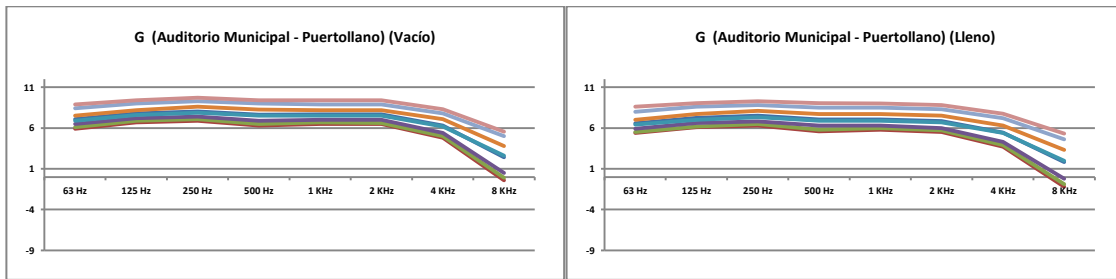 G (Auditorio Municipal - Puertollano) (Vacío)
11
6
1
-4
-9
63 Hz 125 Hz 250 Hz 500 Hz 1 KHz 2 KHz 4 KHz 8 KHz
G (Auditorio Municipal - Puertollano) (Lleno)
11
6
1
-4
-9
63 Hz 125 Hz 250 Hz 500 Hz 1 KHz 2 KHz 4 KHz 8 KHz